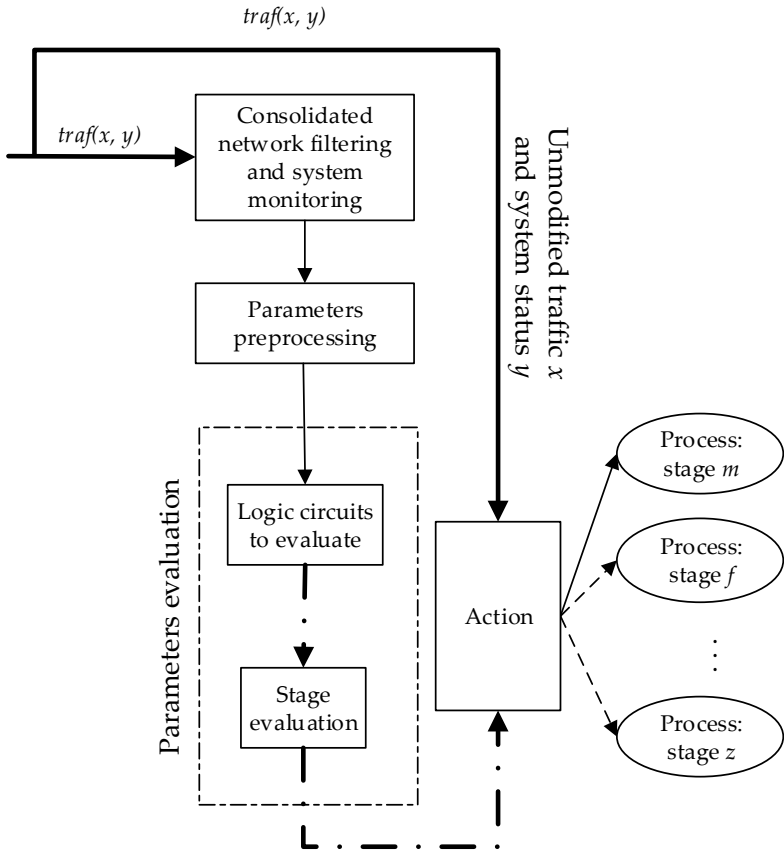 traf(x, y)
traf(x, y)
Consolidated
network filtering
and system
monitoring
Unmodified traffic x
and system status y
Parameters
preprocessing
Parameters evaluation
Logic circuits
to evaluate
Stage
evaluation
Action
Process:
stage m
Process:
stage f
...
Process:
stage z